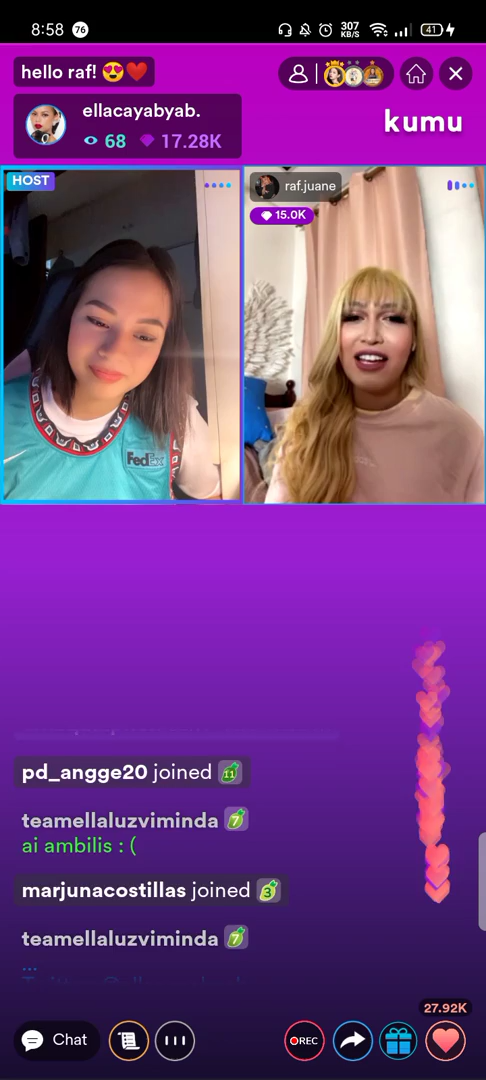 8:58 76 307 KB/S 41
hello raf! 😍❤️
ellacayabyab.
68 17.28K
kumu
HOST
raf.juane
15.0K
FedEx
pd_angge20 joined 11
teamellaluzviminda 7
ai ambilis : (
marjunacostillas joined 3
teamellaluzviminda 7
...
27.92K
Chat
REC